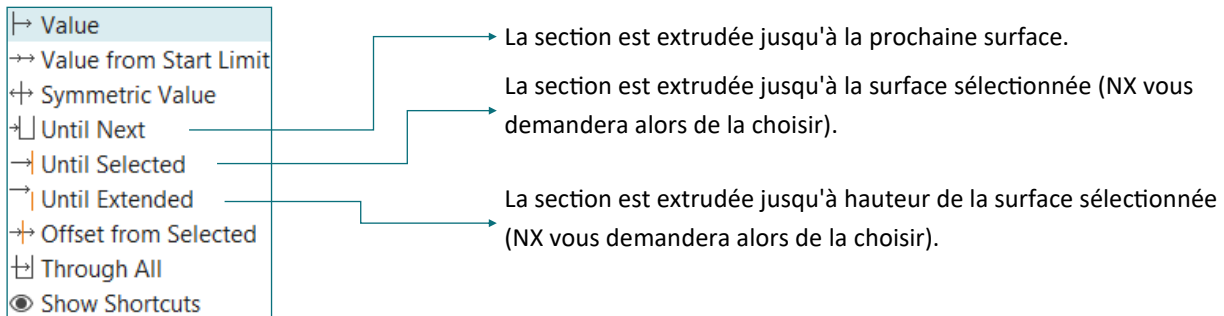 Value
Value from Start Limit
Symmetric Value
Until Next
Until Selected
Until Extended
Offset from Selected
Through All
Show Shortcuts
La section est extrudée jusqu'à la prochaine surface.
La section est extrudée jusqu'à la surface sélectionnée (NX vous
demandera alors de la choisir).
La section est extrudée jusqu'à hauteur de la surface sélectionnée
(NX vous demandera alors de la choisir).